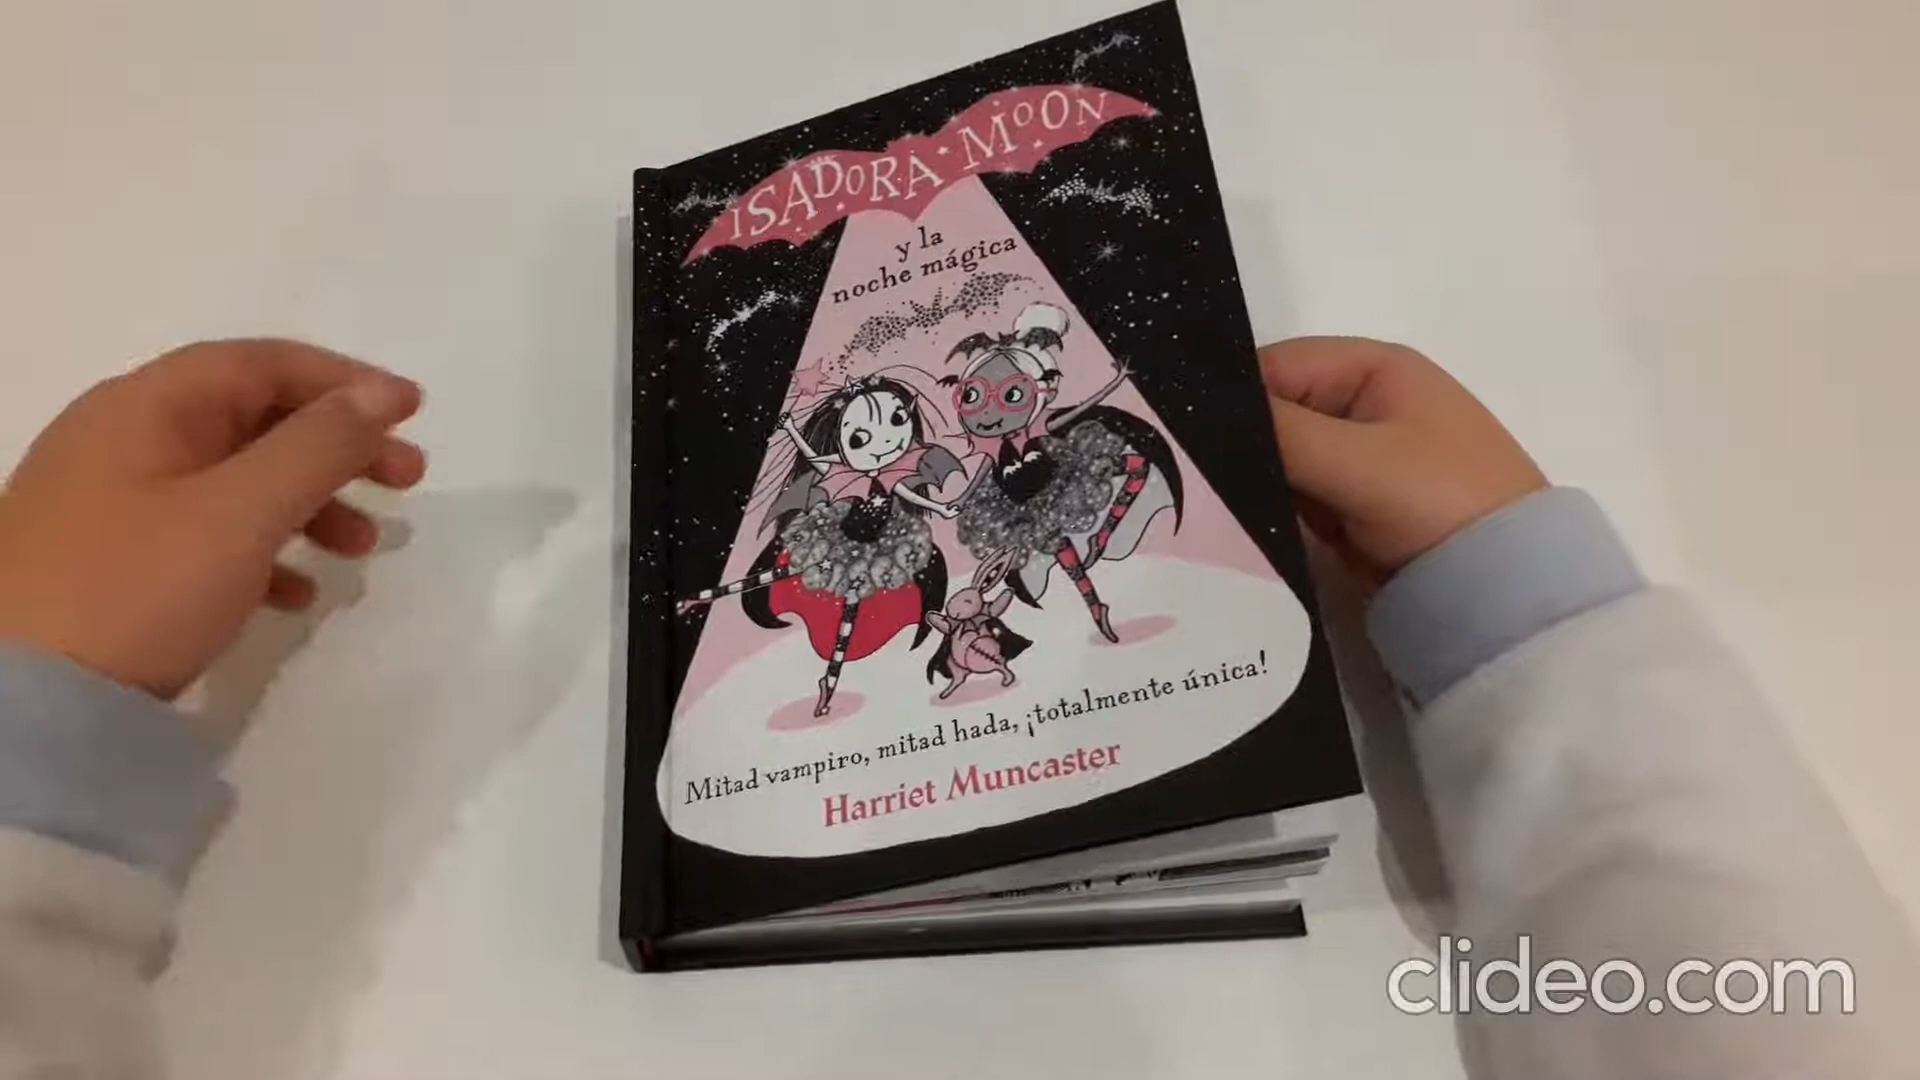 ISADORA MOON
y la
noche mágica
Mitad vampiro, mitad hada, ¡totalmente única!
Harriet Muncaster
clideo.com